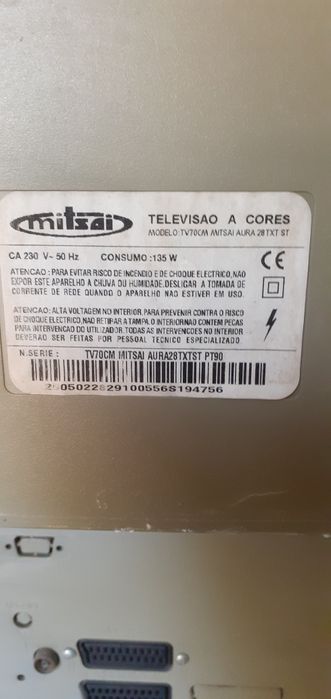 mitsai
TELEVISAO A CORES
MODELO: TV70CM MITSAI AURA 28 TXT ST
CA 230 V~ 50 Hz CONSUMO :135 W
CE
ATENCAO : PARA EVITAR RISCO DE INCENDIO E DE CHOQUE ELECTRICO, NAO
EXPOR ESTE APARELHO A CHUVA OU HUMIDADE. DESLIGAR A TOMADA DE
CORRENTE DE REDE QUANDO O APARELHO NAO ESTIVER EM USO.
ATENCAO: ALTA VOLTAGEM NO INTERIOR. PARA PREVENIR CONTRA O RISCO
DE CHOQUE ELECTRICO, NAO RETIRAR A TAMPA. O INTERIOR NAO CONTEM PECAS
PARA INTERVENCAO DO UTILIZADOR. TODAS AS INTERVENCOES NO INTERIOR
DEVERAO SER FEITAS POR PESSOAL TECNICO ESPECIALIZADO.
N. SERIE : TV70CM MITSAI AURA28TXTST PT90